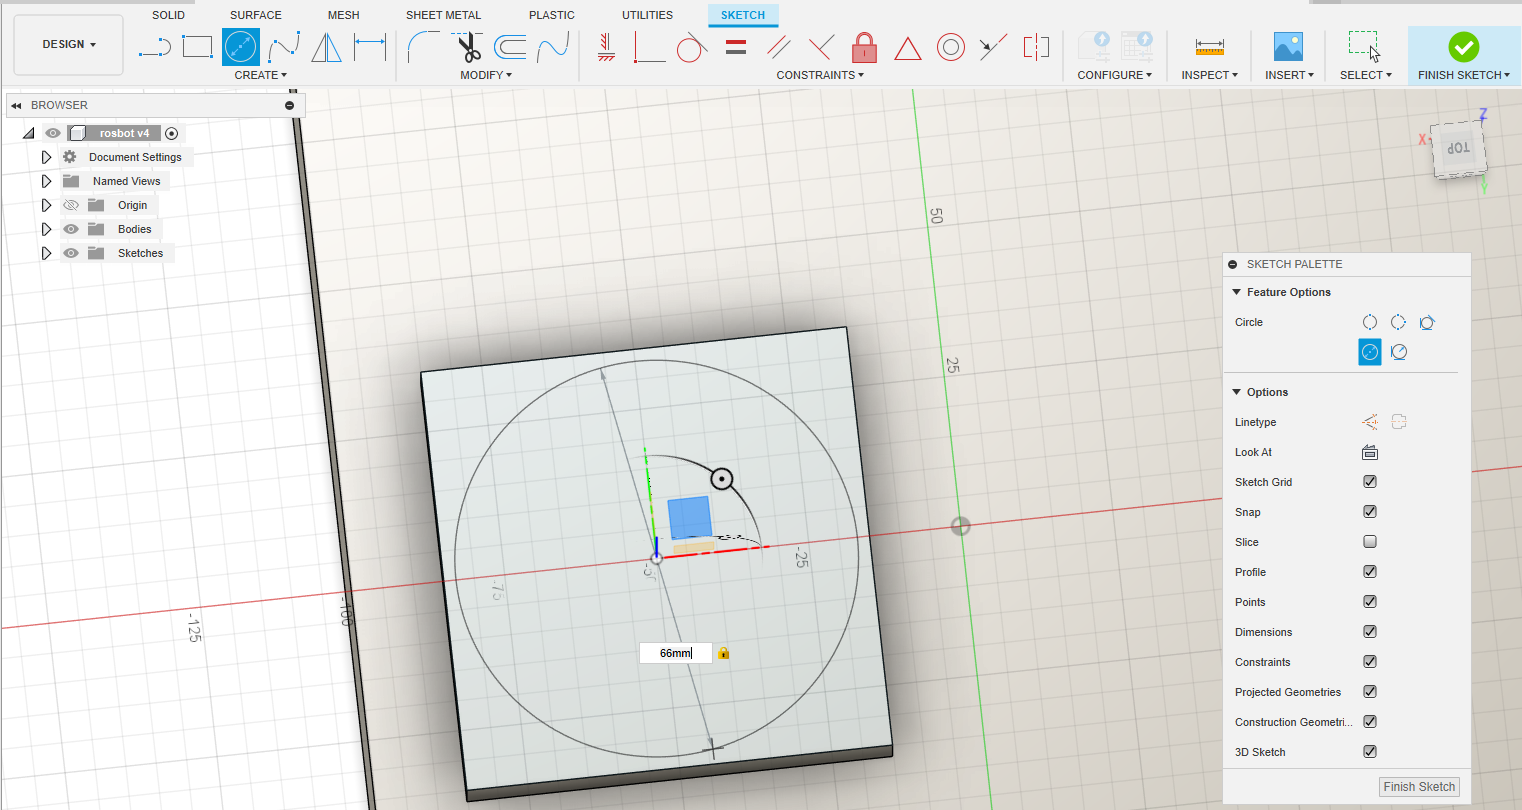 SOLID SURFACE MESH SHEET METAL PLASTIC UTILITIES SKETCH
DESIGN
CREATE MODIFY CONSTRAINTS CONFIGURE INSPECT INSERT SELECT FINISH SKETCH
BROWSER
rosbot v4
Document Settings
Named Views
Origin
Bodies
Sketches
Z
X
TOP
Y
50
25
-25
-50
-75
-100
-125
66mm
SKETCH PALETTE
Feature Options
Circle
Options
Linetype
Look At
Sketch Grid
Snap
Slice
Profile
Points
Dimensions
Constraints
Projected Geometries
Construction Geometri...
3D Sketch
Finish Sketch